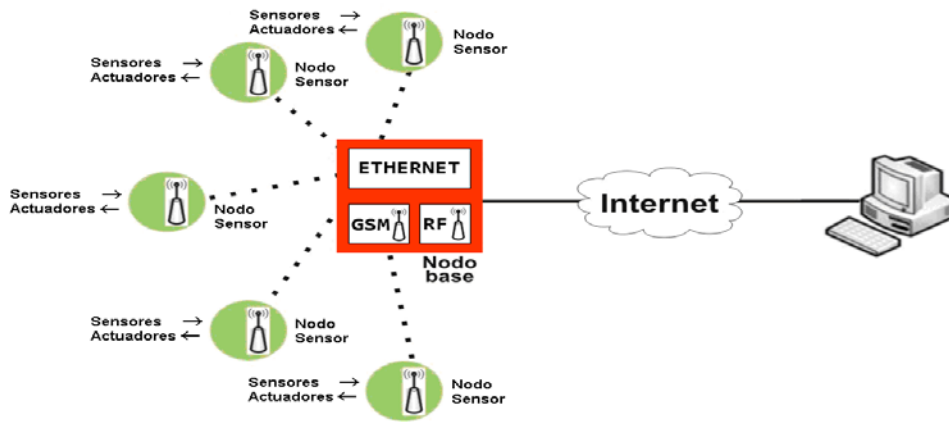 Sensores →
Actuadores ←
Nodo
Sensor
Sensores →
Actuadores ←
Nodo
Sensor
Sensores →
Actuadores ←
Nodo
Sensor
ETHERNET
GSM
RF
Nodo
base
Internet
Sensores →
Actuadores ←
Nodo
Sensor
Sensores →
Actuadores ←
Nodo
Sensor